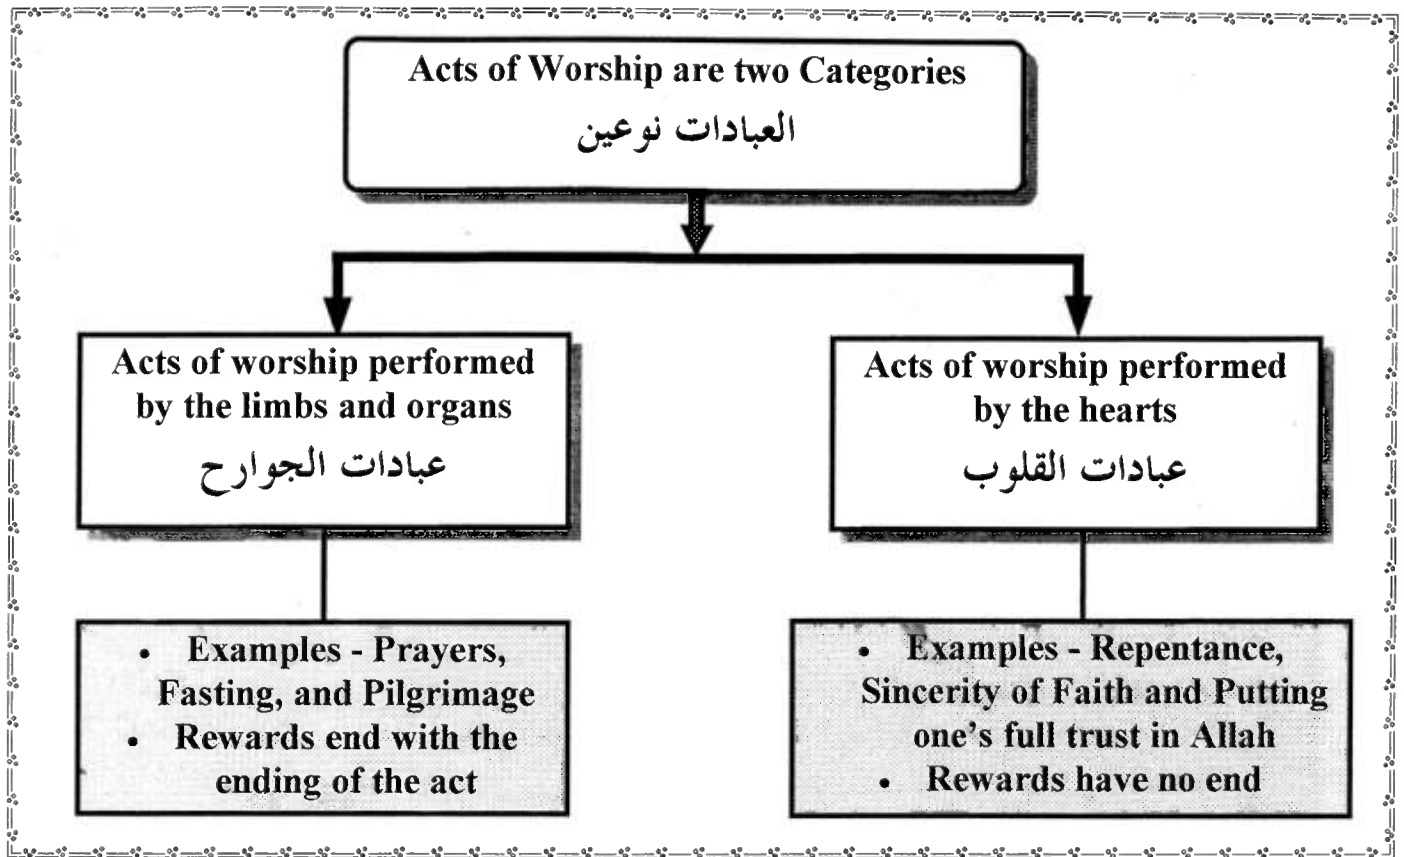 Acts of Worship are two Categories
العبادات نوعين
Acts of worship performed
by the limbs and organs
عبادات الجوارح
Acts of worship performed
by the hearts
عبادات القلوب
• Examples - Prayers,
Fasting, and Pilgrimage
• Rewards end with the
ending of the act
• Examples - Repentance,
Sincerity of Faith and Putting
one's full trust in Allah
• Rewards have no end